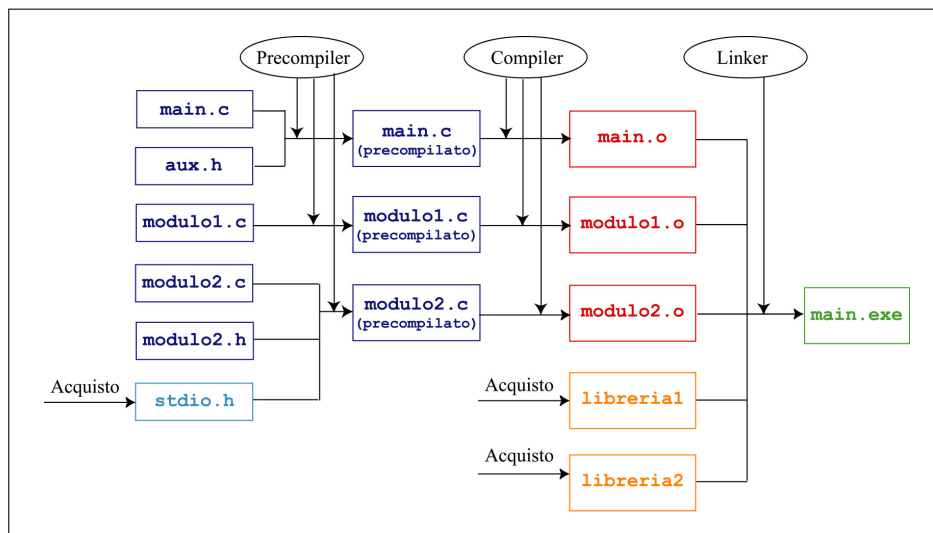 Precompiler
Compiler
Linker
main.c
aux.h
modulo1.c
modulo2.c
modulo2.h
Acquisto
stdio.h
main.c
(precompilato)
modulo1.c
(precompilato)
modulo2.c
(precompilato)
main.o
modulo1.o
modulo2.o
Acquisto
libreria1
Acquisto
libreria2
main.exe